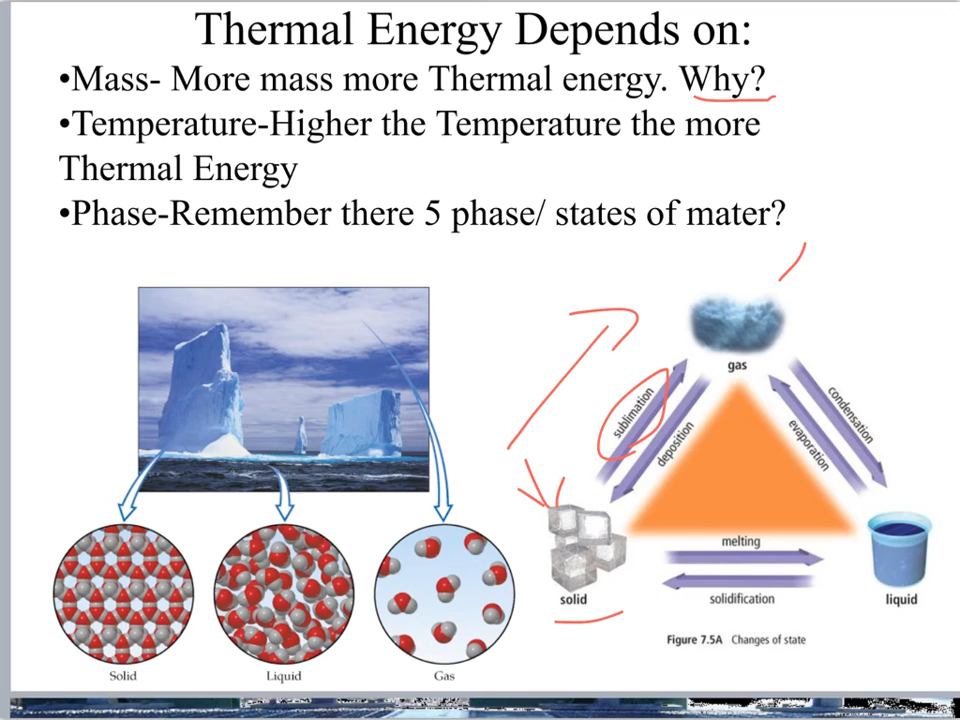 Thermal Energy Depends on:
•Mass- More mass more Thermal energy. Why?
•Temperature-Higher the Temperature the more
Thermal Energy
•Phase-Remember there 5 phase/ states of mater?
gas
sublimation
deposition
condensation
evaporation
melting
solidification
solid
liquid
Figure 7.5A Changes of state
Solid
Liquid
Gas